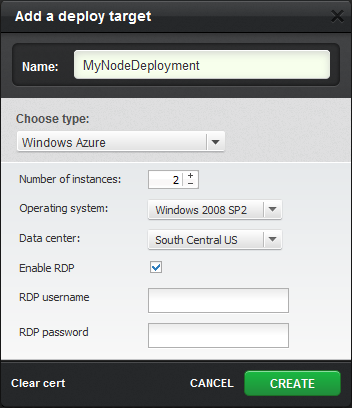 Add a deploy target
Name: MyNodeDeployment
Choose type:
Windows Azure
Number of instances: 2
Operating system: Windows 2008 SP2
Data center: South Central US
Enable RDP
RDP username
RDP password
Clear cert CANCEL CREATE